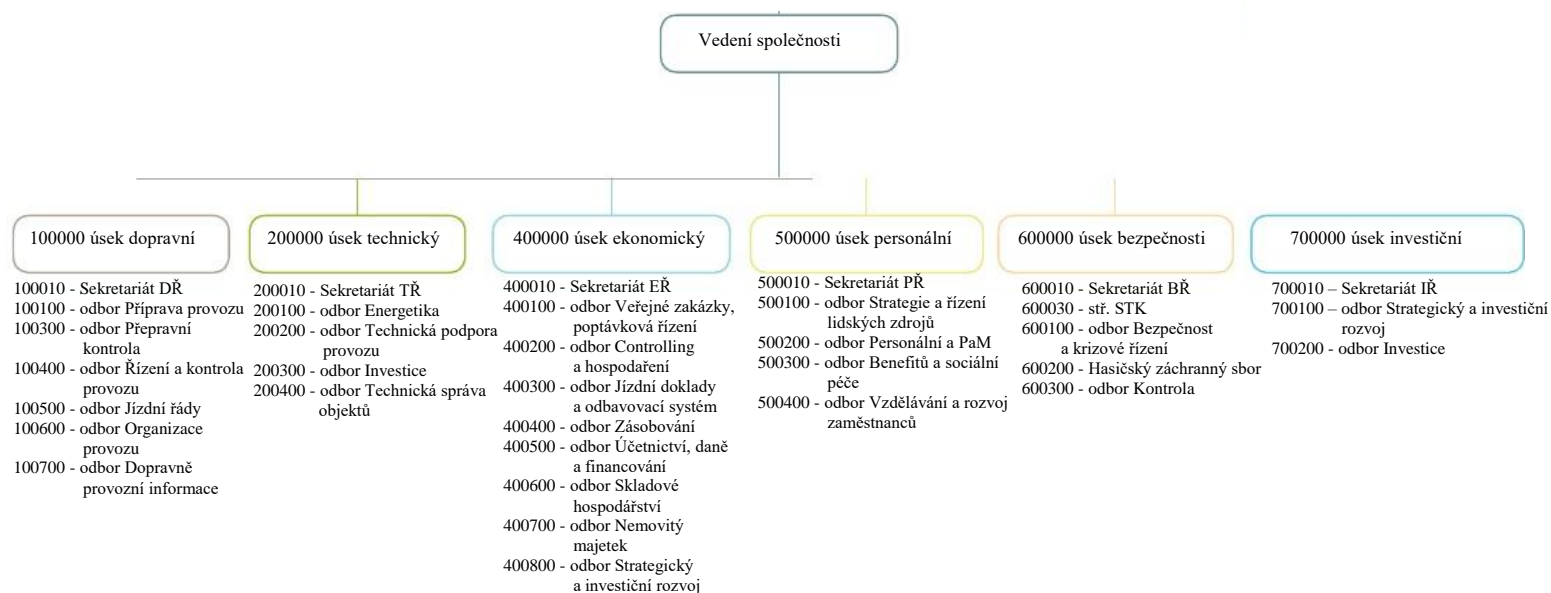 Vedení společnosti
100000 úsek dopravní
100010 - Sekretariát DŘ
100100 - odbor Příprava provozu
100300 - odbor Přepravní
kontrola
100400 - odbor Řízení a kontrola
provozu
100500 - odbor Jízdní řády
100600 - odbor Organizace
provozu
100700 - odbor Dopravně
provozní informace
200000 úsek technický
200010 - Sekretariát TŘ
200100 - odbor Energetika
200200 - odbor Technická podpora
provozu
200300 - odbor Investice
200400 - odbor Technická správa
objektů
400000 úsek ekonomický
400010 - Sekretariát EŘ
400100 - odbor Veřejné zakázky,
poptávková řízení
400200 - odbor Controlling
a hospodaření
400300 - odbor Jízdní doklady
a odbavovací systém
400400 - odbor Zásobování
400500 - odbor Účetnictví, daně
a financování
400600 - odbor Skladové
hospodářství
400700 - odbor Nemovitý
majetek
400800 - odbor Strategický
a investiční rozvoj
500000 úsek personální
500010 - Sekretariát PŘ
500100 - odbor Strategie a řízení
lidských zdrojů
500200 - odbor Personální a PaM
500300 - odbor Benefitů a sociální
péče
500400 - odbor Vzdělávání a rozvoj
zaměstnanců
600000 úsek bezpečnosti
600010 - Sekretariát BŘ
600030 - stř. STK
600100 - odbor Bezpečnost
a krizové řízení
600200 - Hasičský záchranný sbor
600300 - odbor Kontrola
700000 úsek investiční
700010 – Sekretariát IŘ
700100 – odbor Strategický a investiční
rozvoj
700200 - odbor Investice